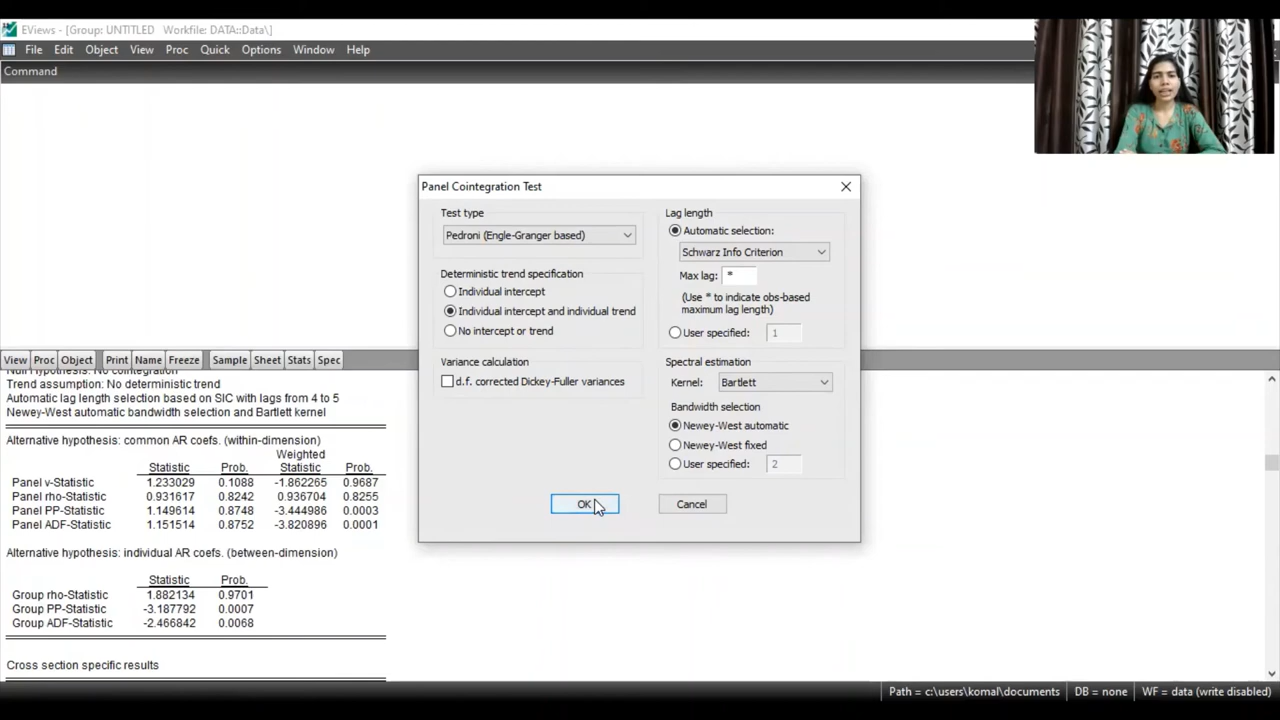 EViews - [Group: UNTITLED   Workfile: DATA::Data\]
File Edit Object View Proc Quick Options Window Help
Command
Panel Cointegration Test
Test type
Pedroni (Engle-Granger based)
Deterministic trend specification
Individual intercept
Individual intercept and individual trend
No intercept or trend
Variance calculation
d.f. corrected Dickey-Fuller variances
Lag length
Automatic selection:
Schwarz Info Criterion
Max lag: *
(Use * to indicate obs-based
maximum lag length)
User specified: 1
Spectral estimation
Kernel: Bartlett
Bandwidth selection
Newey-West automatic
Newey-West fixed
User specified: 2
OK Cancel
View Proc Object Print Name Freeze Sample Sheet Stats Spec
Null Hypothesis: No cointegration
Trend assumption: No deterministic trend
Automatic lag length selection based on SIC with lags from 4 to 5
Newey-West automatic bandwidth selection and Bartlett kernel
Alternative hypothesis: common AR coefs. (within-dimension)
Weighted
Statistic Prob. Statistic Prob.
Panel v-Statistic 1.233029 0.1088 -1.862265 0.9687
Panel rho-Statistic 0.931617 0.8242 0.936704 0.8255
Panel PP-Statistic 1.149614 0.8748 -3.444986 0.0003
Panel ADF-Statistic 1.151514 0.8752 -3.820896 0.0001
Alternative hypothesis: individual AR coefs. (between-dimension)
Statistic Prob.
Group rho-Statistic 1.882134 0.9701
Group PP-Statistic -3.187792 0.0007
Group ADF-Statistic -2.466842 0.0068
Cross section specific results
Path = c:\users\komal\documents DB = none WF = data (write disabled)